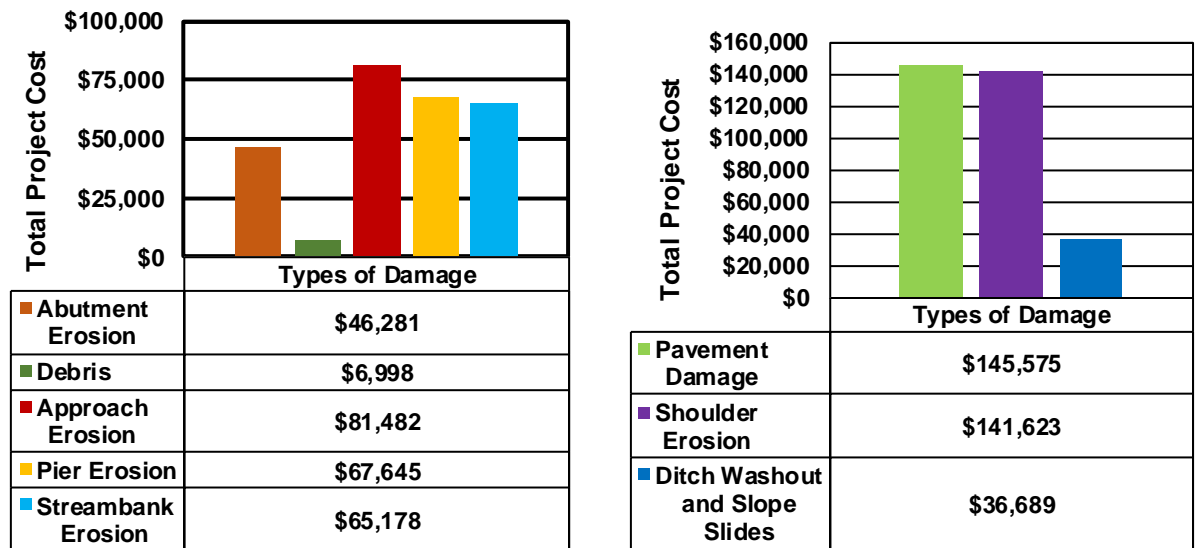 Total Project Cost
$100,000
$75,000
$50,000
$25,000
$0
Types of Damage
Abutment
Erosion
$46,281
Debris
$6,998
Approach
Erosion
$81,482
Pier Erosion
$67,645
Streambank
Erosion
$65,178
Total Project Cost
$160,000
$140,000
$120,000
$100,000
$80,000
$60,000
$40,000
$20,000
$0
Types of Damage
Pavement
Damage
$145,575
Shoulder
Erosion
$141,623
Ditch Washout
and Slope
Slides
$36,689